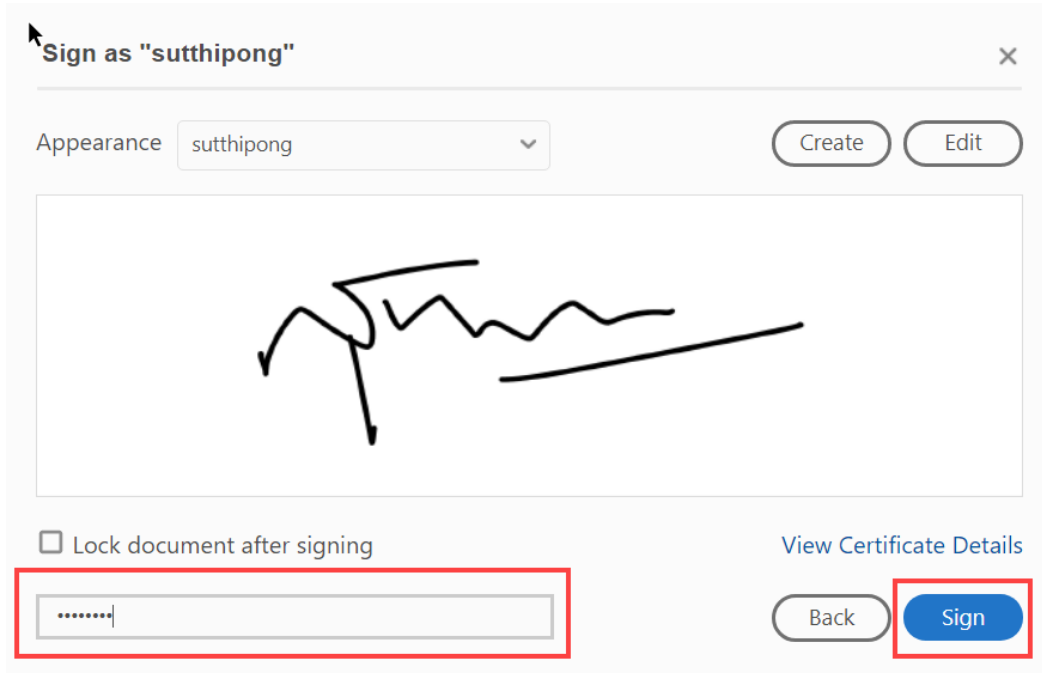 Sign as "sutthipong"
Appearance sutthipong Create Edit
Lock document after signing View Certificate Details
•••••••• Back Sign